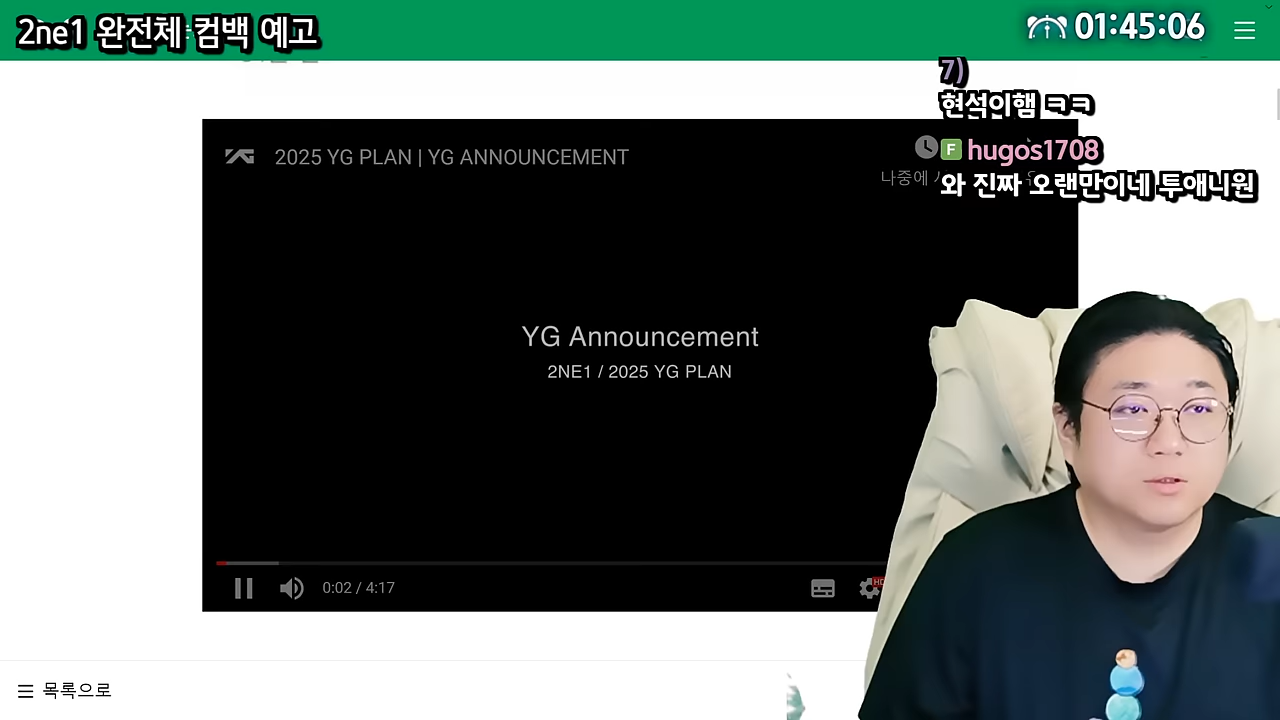 2ne1 완전체 컴백 예고
01:45:06
7)
현석이햄 ㅋㅋ
F hugos1708
와 진짜 오랜만이네 투애니원
YG 2025 YG PLAN | YG ANNOUNCEMENT
나중에
YG Announcement
2NE1 / 2025 YG PLAN
0:02 / 4:17
HD
목록으로